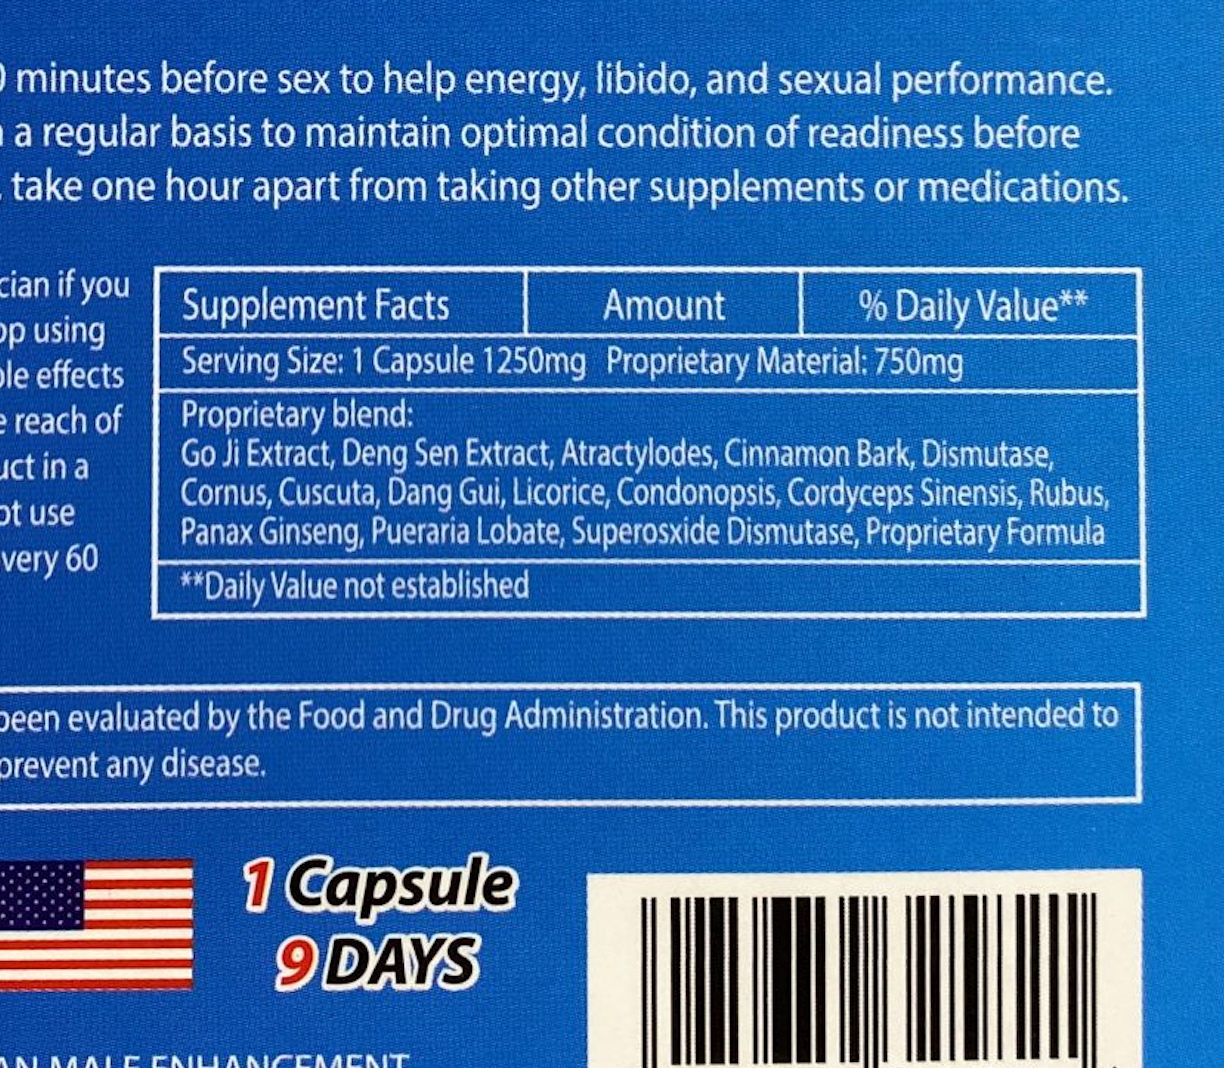 minutes before sex to help energy, libido, and sexual performance.
a regular basis to maintain optimal condition of readiness before
take one hour apart from taking other supplements or medications.
cian if you
op using
ple effects
e reach of
uct in a
ot use
very 60
Supplement Facts Amount % Daily Value**
Serving Size: 1 Capsule 1250mg Proprietary Material: 750mg
Proprietary blend:
Go Ji Extract, Deng Sen Extract, Atractylodes, Cinnamon Bark, Dismutase,
Cornus, Cuscuta, Dang Gui, Licorice, Condonopsis, Cordyceps Sinensis, Rubus,
Panax Ginseng, Pueraria Lobate, Superosxide Dismutase, Proprietary Formula
**Daily Value not established
been evaluated by the Food and Drug Administration. This product is not intended to
prevent any disease.
1 Capsule
9 DAYS
AN MALE ENHANCEMENT